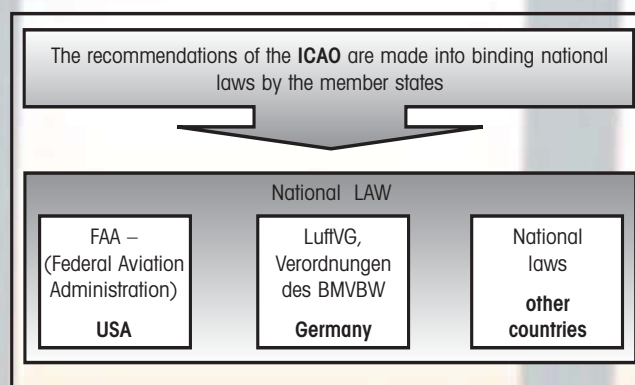 The recommendations of the ICAO are made into binding national
laws by the member states
National LAW
FAA –
(Federal Aviation
Administration)
USA
LuftVG,
Verordnungen
des BMVBW
Germany
National
laws
other
countries